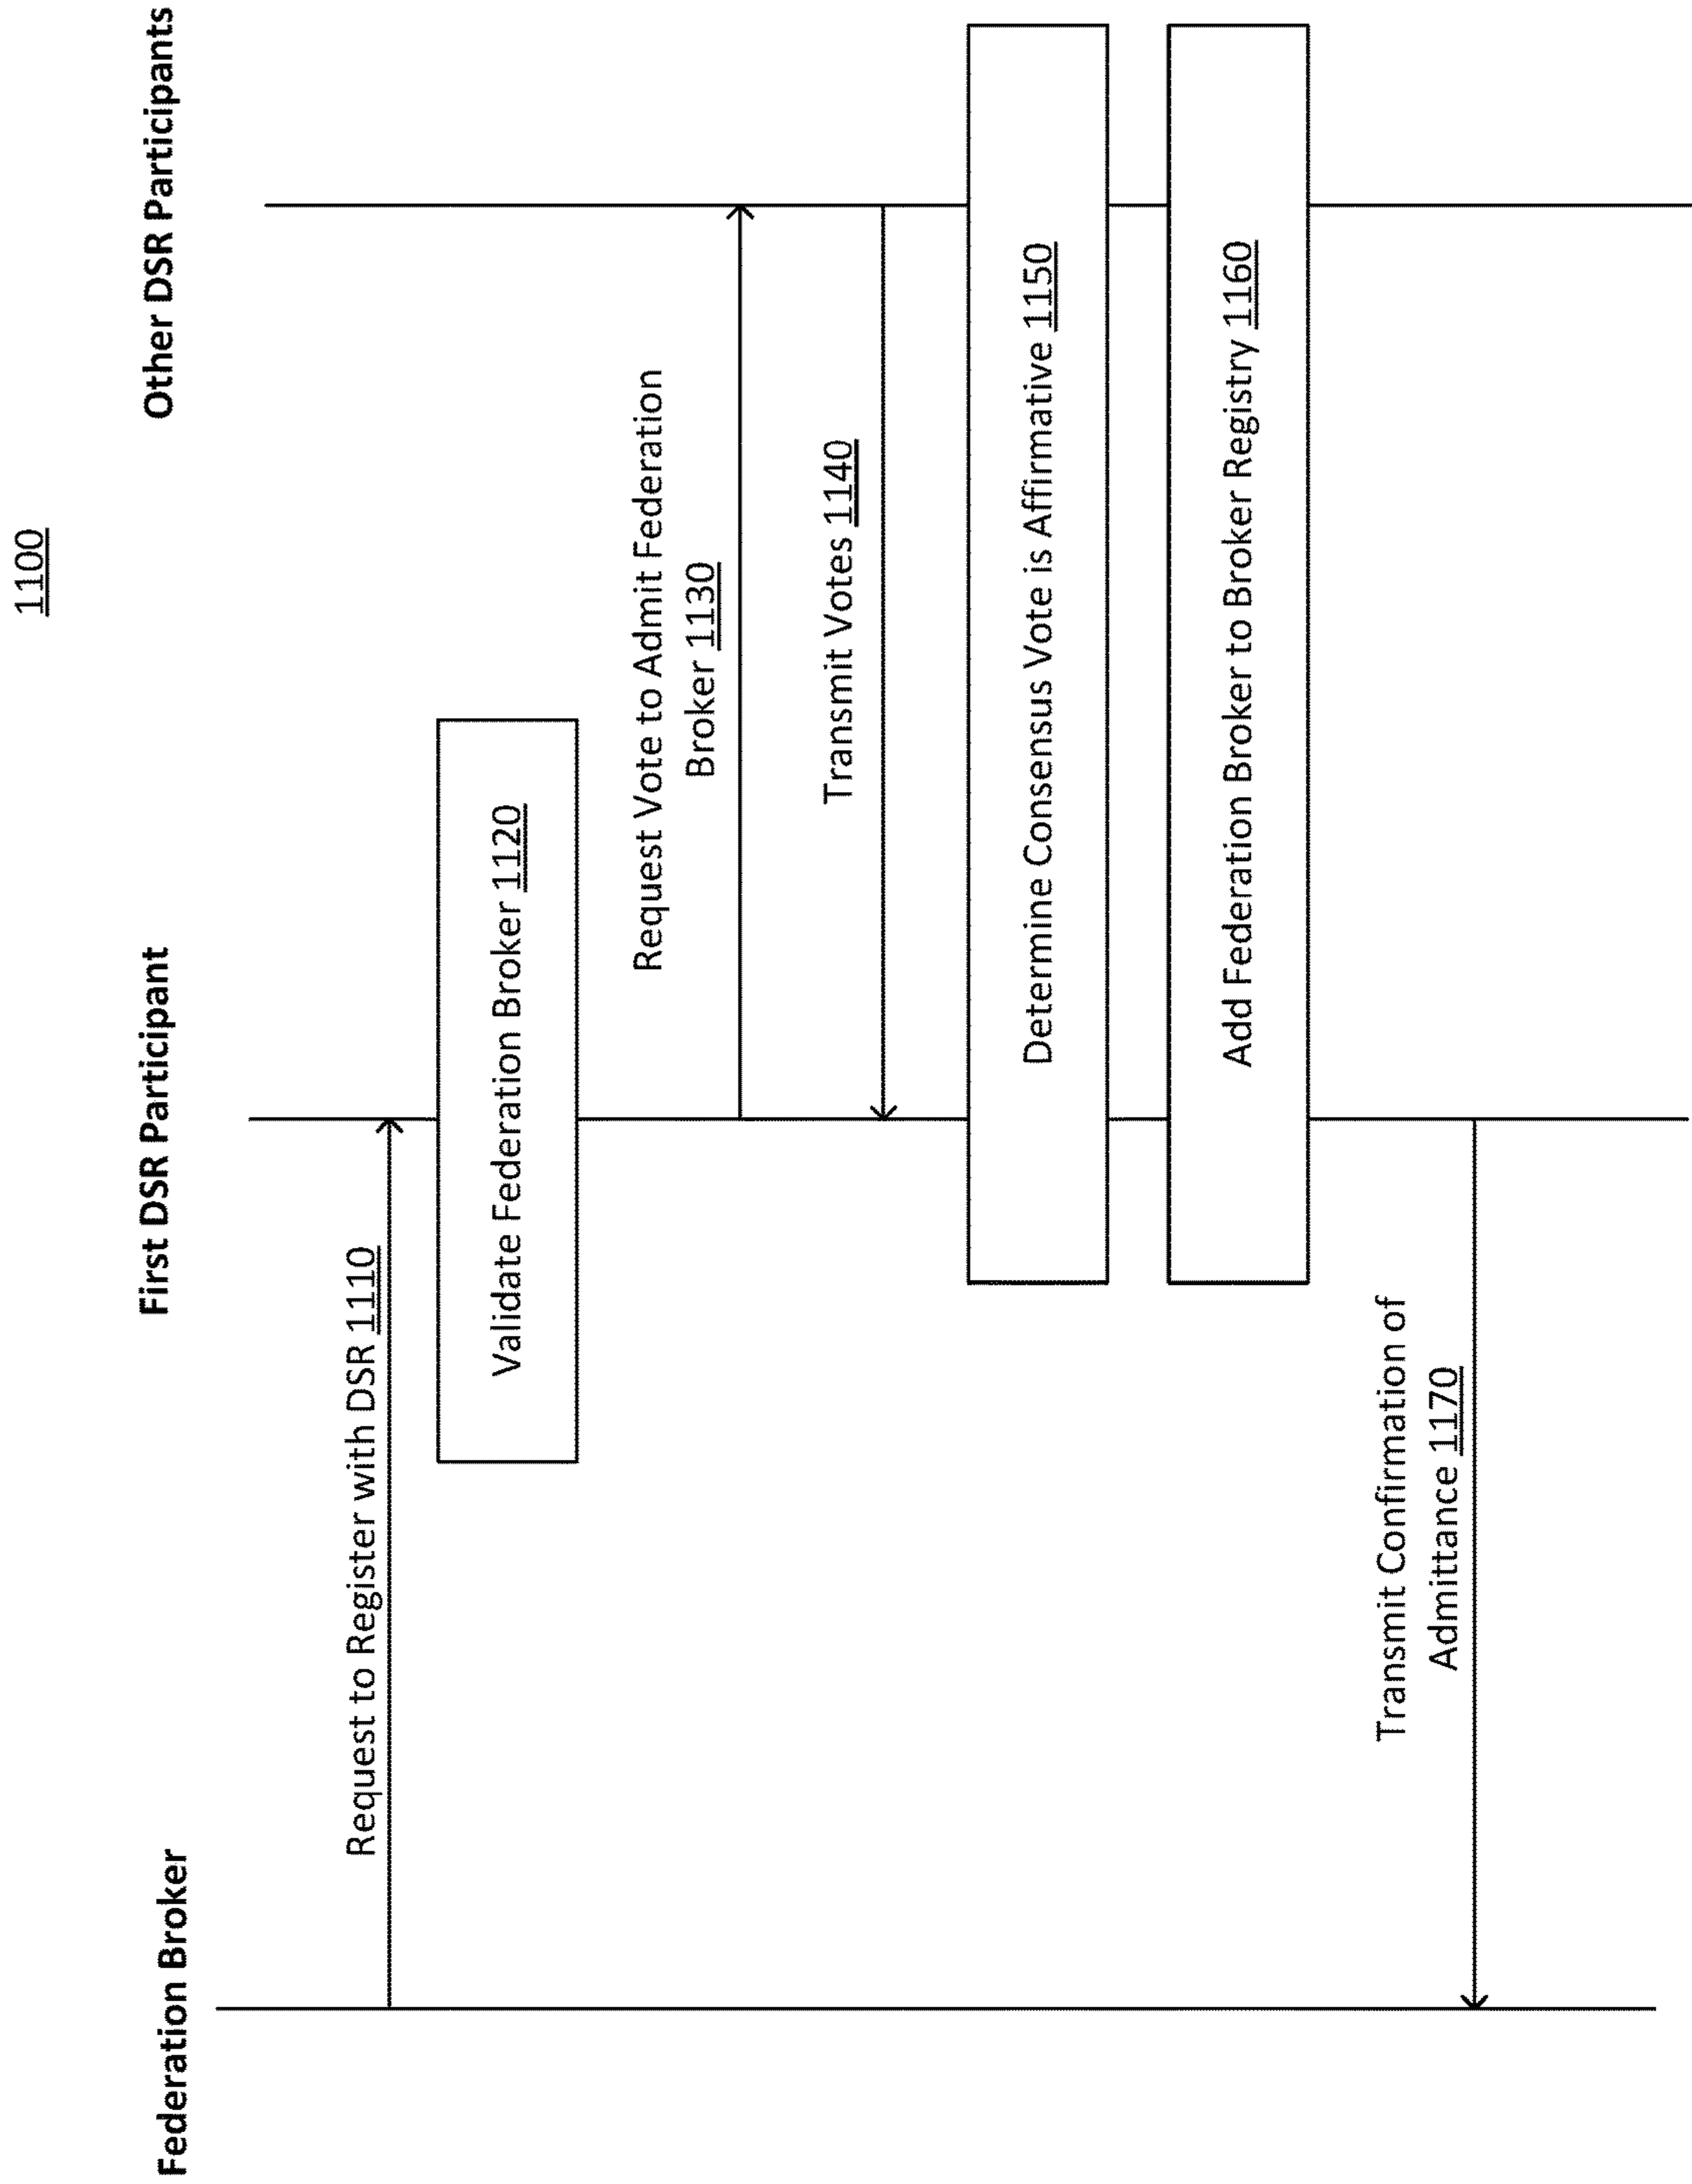 1100
Federation Broker
First DSR Participant
Other DSR Participants
Request to Register with DSR 1110
Validate Federation Broker 1120
Request Vote to Admit Federation
Broker 1130
Transmit Votes 1140
Determine Consensus Vote is Affirmative 1150
Add Federation Broker to Broker Registry 1160
Transmit Confirmation of
Admittance 1170